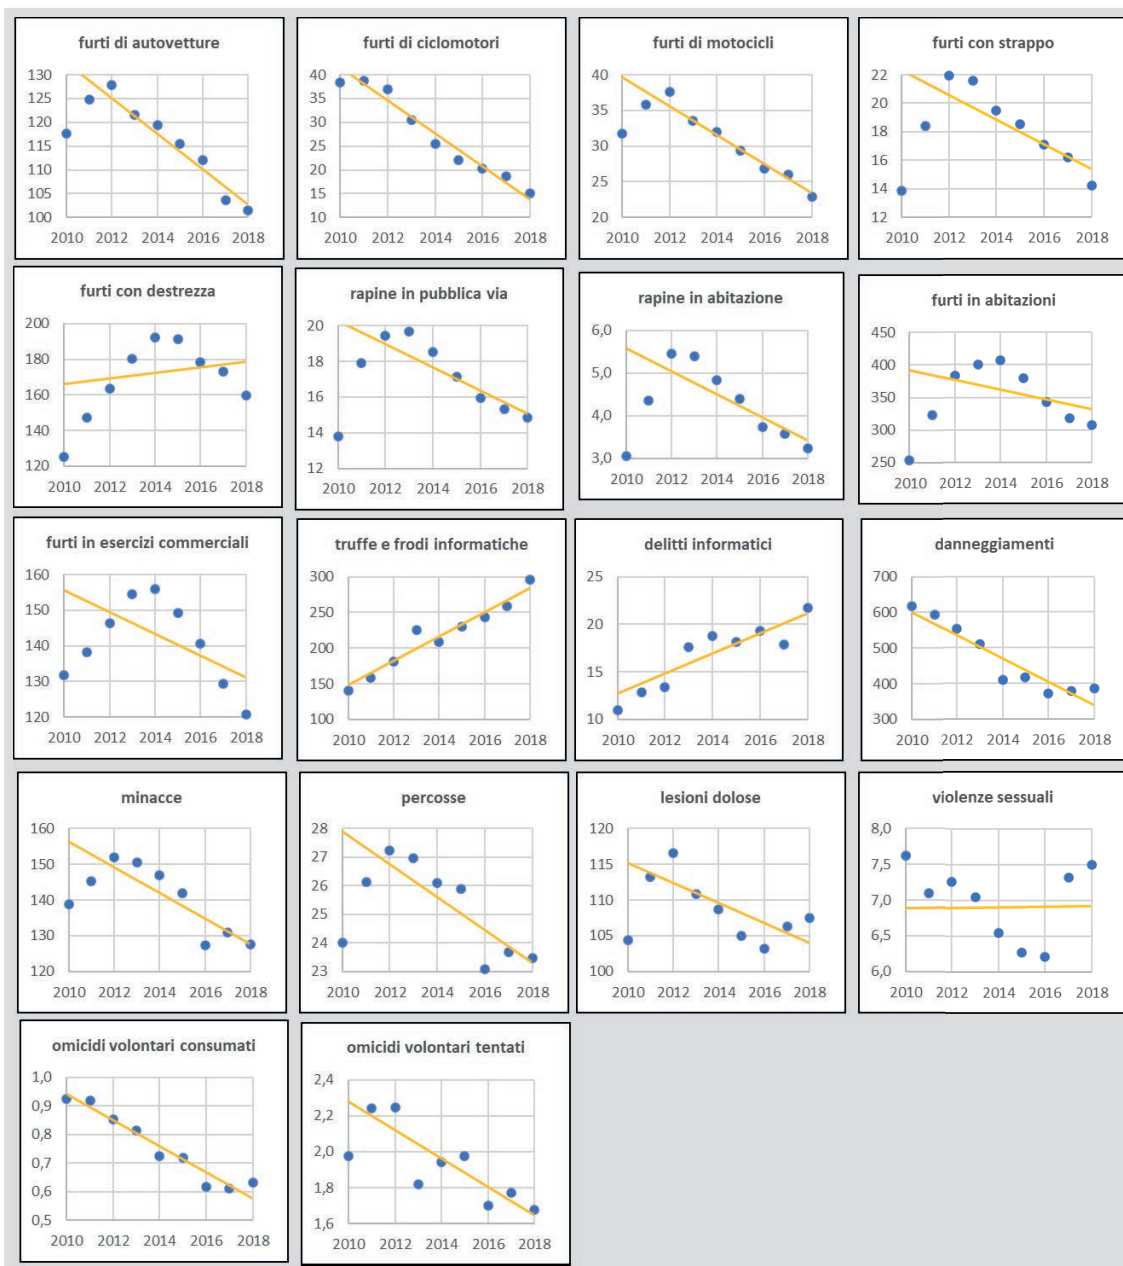 furti di autovetture
130
125
120
115
110
105
100
2010 2012 2014 2016 2018
furti di ciclomotori
40
35
30
25
20
15
10
2010 2012 2014 2016 2018
furti di motocicli
40
35
30
25
20
2010 2012 2014 2016 2018
furti con strappo
22
20
18
16
14
12
2010 2012 2014 2016 2018
furti con destrezza
200
180
160
140
120
2010 2012 2014 2016 2018
rapine in pubblica via
20
18
16
14
12
2010 2012 2014 2016 2018
rapine in abitazione
6,0
5,0
4,0
3,0
2010 2012 2014 2016 2018
furti in abitazioni
450
400
350
300
250
2010 2012 2014 2016 2018
furti in esercizi commerciali
160
150
140
130
120
2010 2012 2014 2016 2018
truffe e frodi informatiche
300
250
200
150
100
2010 2012 2014 2016 2018
delitti informatici
25
20
15
10
2010 2012 2014 2016 2018
danneggiamenti
700
600
500
400
300
2010 2012 2014 2016 2018
minacce
160
150
140
130
120
2010 2012 2014 2016 2018
percosse
28
27
26
25
24
23
2010 2012 2014 2016 2018
lesioni dolose
120
115
110
105
100
2010 2012 2014 2016 2018
violenze sessuali
8,0
7,5
7,0
6,5
6,0
2010 2012 2014 2016 2018
omicidi volontari consumati
1,0
0,9
0,8
0,7
0,6
0,5
2010 2012 2014 2016 2018
omicidi volontari tentati
2,4
2,2
2,0
1,8
1,6
2010 2012 2014 2016 2018